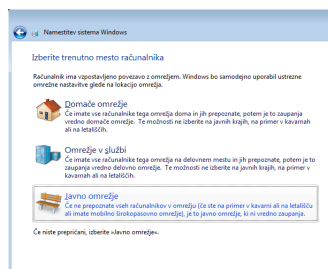 Namestitev sistema Windows
Izberite trenutno mesto računalnika
Računalnik ima vzpostavljeno povezavo z omrežjem. Windows bo samodejno uporabil ustrezne
omrežne nastavitve glede na lokacijo omrežja.
Domače omrežje
Če imate vse računalnike tega omrežja doma in jih prepoznate, potem je to zaupanja
vredno domače omrežje. Te možnosti ne izberite na javnih krajih, na primer v kavarnah
ali na letališčih.
Omrežje v službi
Če imate vse računalnike tega omrežja na delovnem mestu in jih prepoznate, potem je to
zaupanja vredno delovno omrežje. Te možnosti ne izberite na javnih krajih, na primer v
kavarnah ali na letališčih.
Javno omrežje
Če ne prepoznate vseh računalnikov v omrežju (če ste na primer v kavarni ali na letališču
ali imate mobilno širokopasovno omrežje), je to javno omrežje, ki ni vredno zaupanja.
Če niste prepričani, izberite »Javno omrežje«.